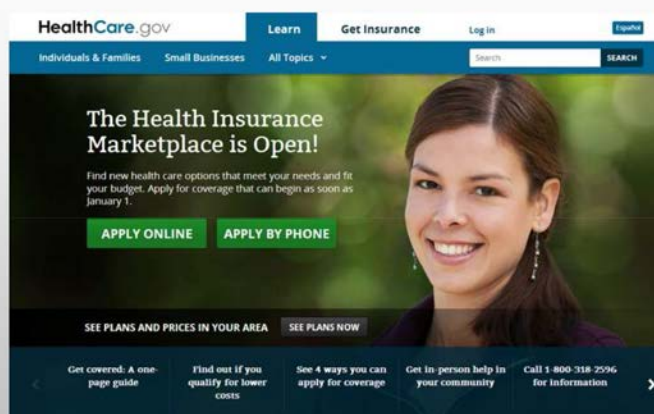 HealthCare.gov
Learn
Get Insurance
Log in
Español
Individuals & Families
Small Businesses
All Topics
Search
SEARCH
The Health Insurance
Marketplace is Open!
Find new health care options that meet your needs and fit
your budget. Apply for coverage that can begin as soon as
January 1.
APPLY ONLINE
APPLY BY PHONE
SEE PLANS AND PRICES IN YOUR AREA
SEE PLANS NOW
Get covered: A one-
page guide
Find out if you
qualify for lower
costs
See 4 ways you can
apply for coverage
Get in-person help in
your community
Call 1-800-318-2596
for information